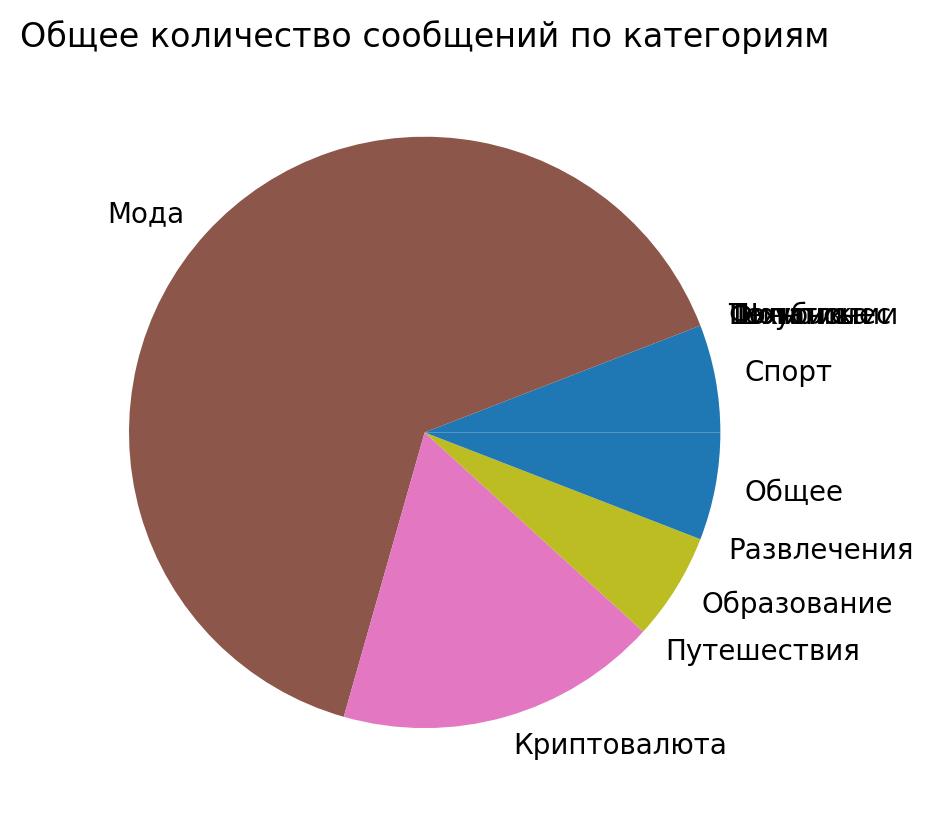 Общее количество сообщений по категориям
Мода
Спорт
Общее
Развлечения
Образование
Путешествия
Криптовалюта